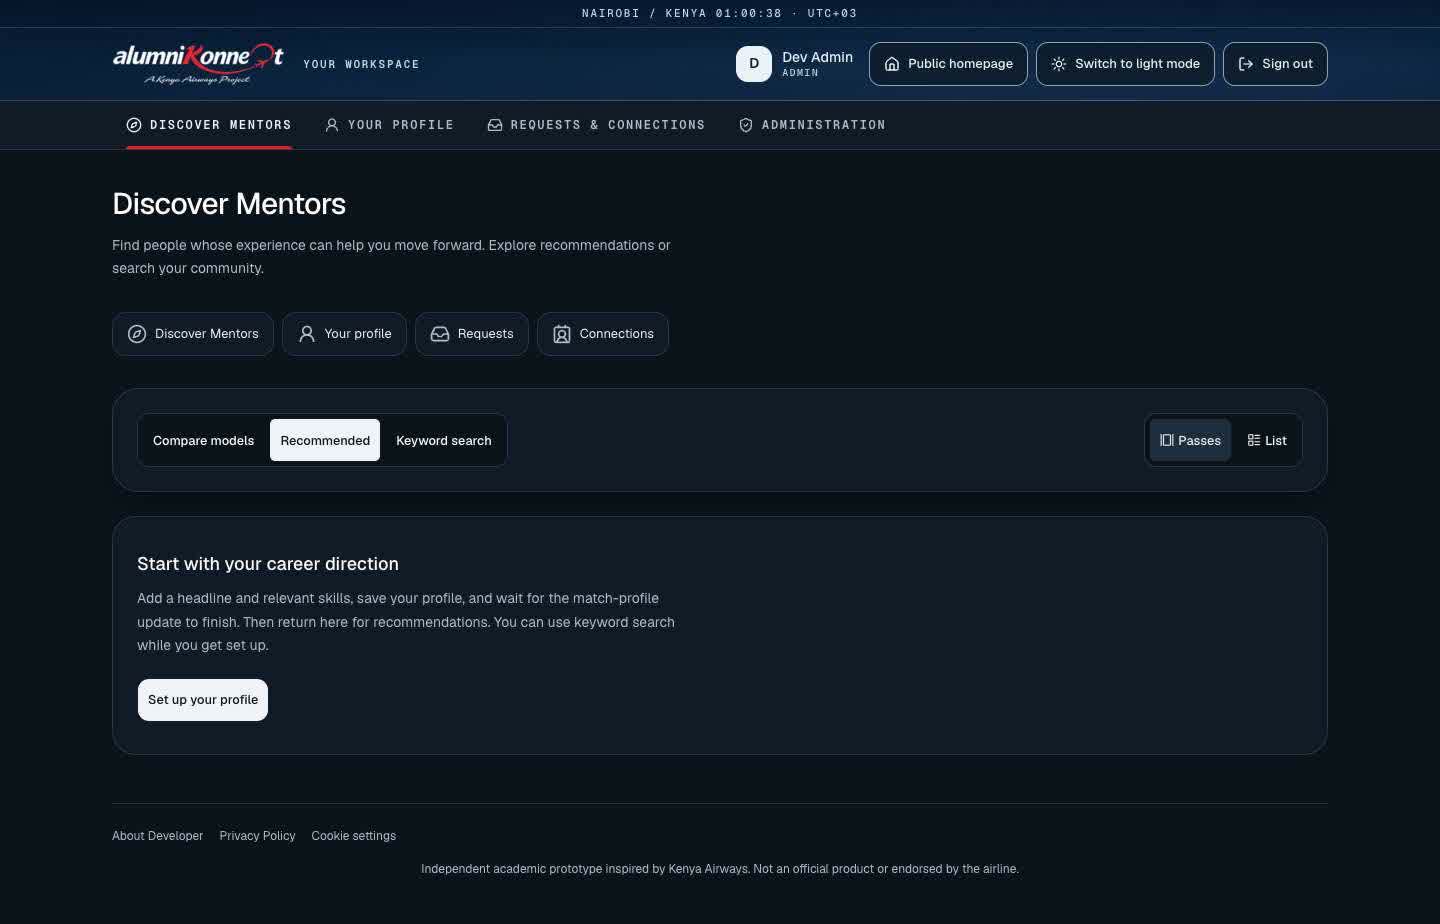 NAIROBI / KENYA 01:00:38 · UTC+03
alumniKonnect
A Kenya Airways Project
YOUR WORKSPACE
D
Dev Admin
ADMIN
Public homepage
Switch to light mode
Sign out
DISCOVER MENTORS
YOUR PROFILE
REQUESTS & CONNECTIONS
ADMINISTRATION
Discover Mentors
Find people whose experience can help you move forward. Explore recommendations or
search your community.
Discover Mentors
Your profile
Requests
Connections
Compare models
Recommended
Keyword search
Passes
List
Start with your career direction
Add a headline and relevant skills, save your profile, and wait for the match-profile
update to finish. Then return here for recommendations. You can use keyword search
while you get set up.
Set up your profile
About Developer
Privacy Policy
Cookie settings
Independent academic prototype inspired by Kenya Airways. Not an official product or endorsed by the airline.